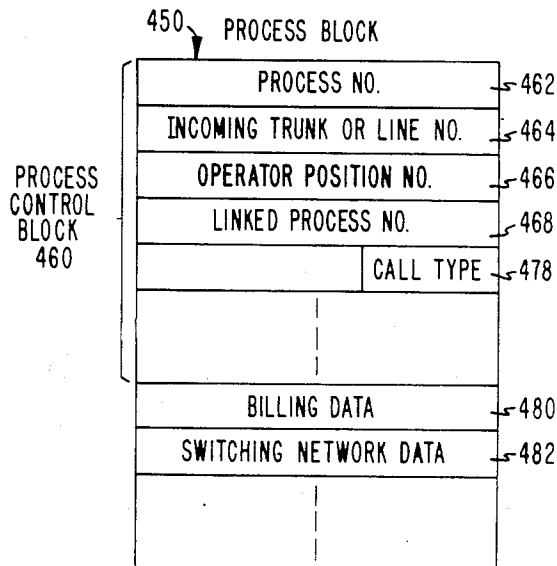 450 PROCESS BLOCK
PROCESS NO. 462
INCOMING TRUNK OR LINE NO. 464
OPERATOR POSITION NO. 466
LINKED PROCESS NO. 468
CALL TYPE 478
PROCESS
CONTROL
BLOCK
460
BILLING DATA 480
SWITCHING NETWORK DATA 482